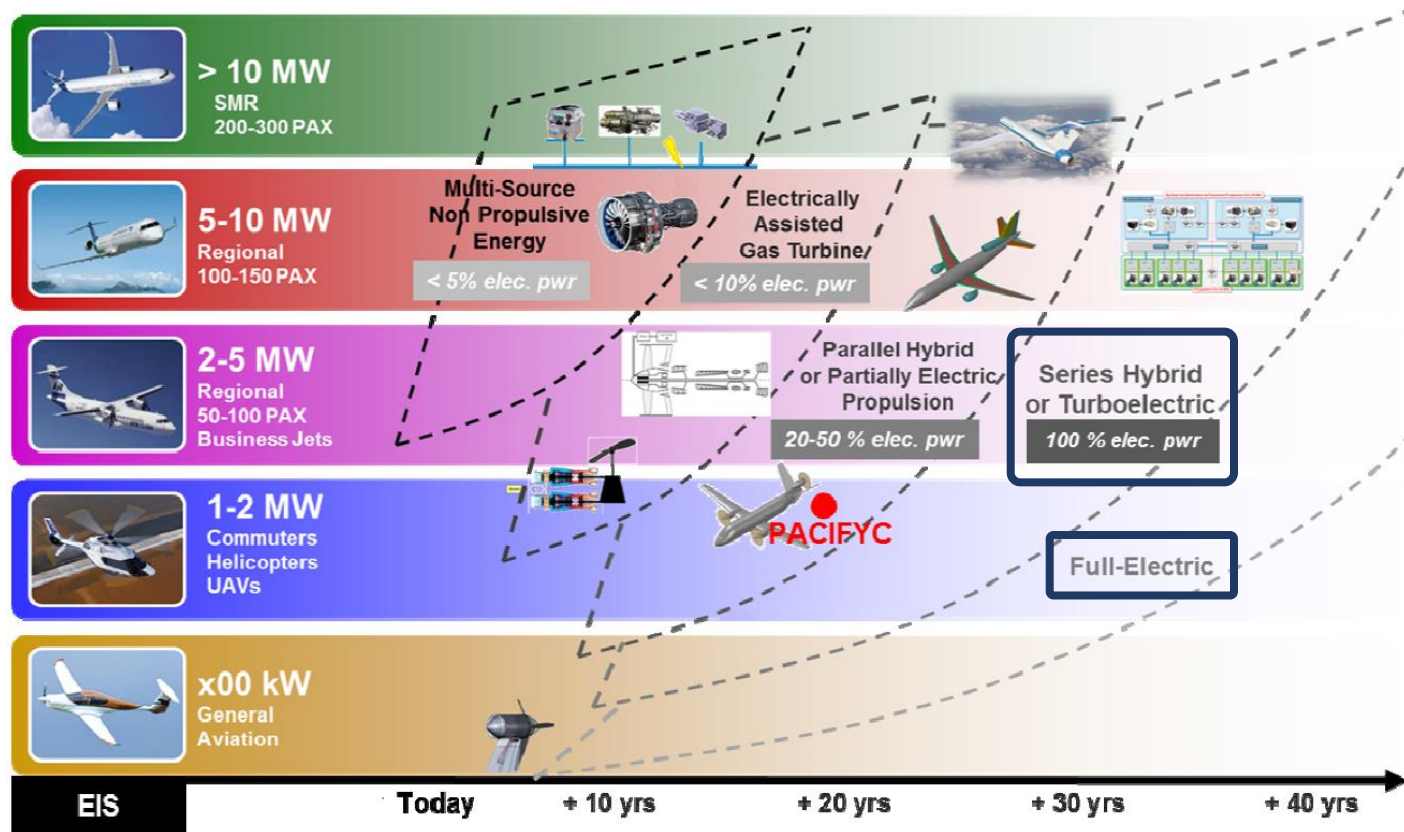 > 10 MW
SMR
200-300 PAX
5-10 MW
Regional
100-150 PAX
Multi-Source
Non Propulsive
Energy
< 5% elec. pwr
Electrically
Assisted
Gas Turbine
< 10% elec. pwr
2-5 MW
Regional
50-100 PAX
Business Jets
Parallel Hybrid
or Partially Electric
Propulsion
20-50 % elec. pwr
Series Hybrid
or Turboelectric
100 % elec. pwr
1-2 MW
Commuters
Helicopters
UAVs
PACIFYC
Full-Electric
x00 kW
General
Aviation
EIS
Today
+ 10 yrs
+ 20 yrs
+ 30 yrs
+ 40 yrs